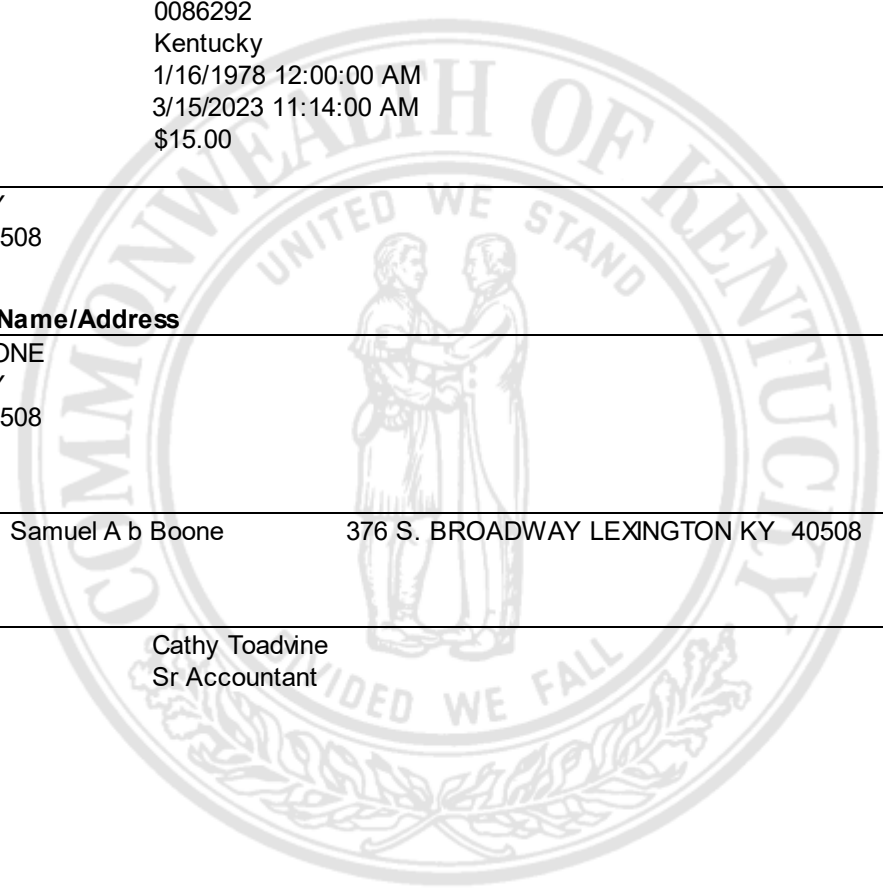 0086292
Kentucky
1/16/1978 12:00:00 AM
3/15/2023 11:14:00 AM
$15.00
Y
508
Name/Address
ONE
Y
508
Samuel A b Boone 376 S. BROADWAY LEXINGTON KY 40508
Cathy Toadvine
Sr Accountant
COMMONWEALTH OF KENTUCKY
UNITED WE STAND
VIDED WE FALL